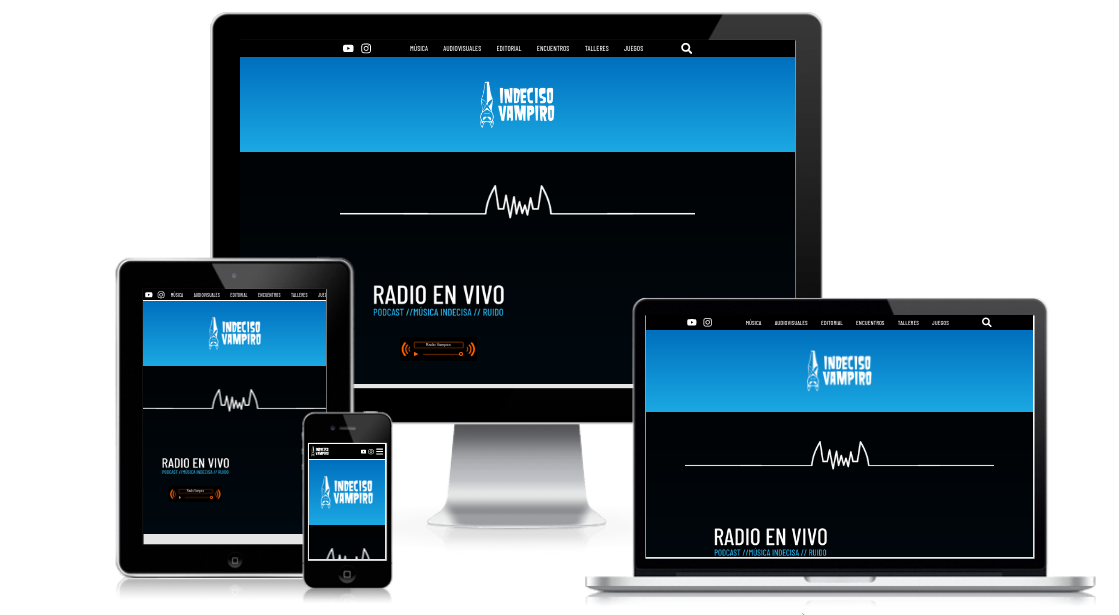 MÚSICA AUDIOVISUALES EDITORIAL ENCUENTROS TALLERES JUEGOS
INDECISO
VAMPIRO
RADIO EN VIVO
PODCAST //MÚSICA INDECISA // RUIDO
Radio Vampiro
MÚSICA AUDIOVISUALES EDITORIAL ENCUENTROS TALLERES JUEG
INDECISO
VAMPIRO
RADIO EN VIVO
PODCAST //MÚSICA INDECISA // RUIDO
Radio Vampiro
INDECISO
VAMPIRO
INDECISO
VAMPIRO
MÚSICA AUDIOVISUALES EDITORIAL ENCUENTROS TALLERES JUEGOS
INDECISO
VAMPIRO
RADIO EN VIVO
PODCAST //MÚSICA INDECISA // RUIDO